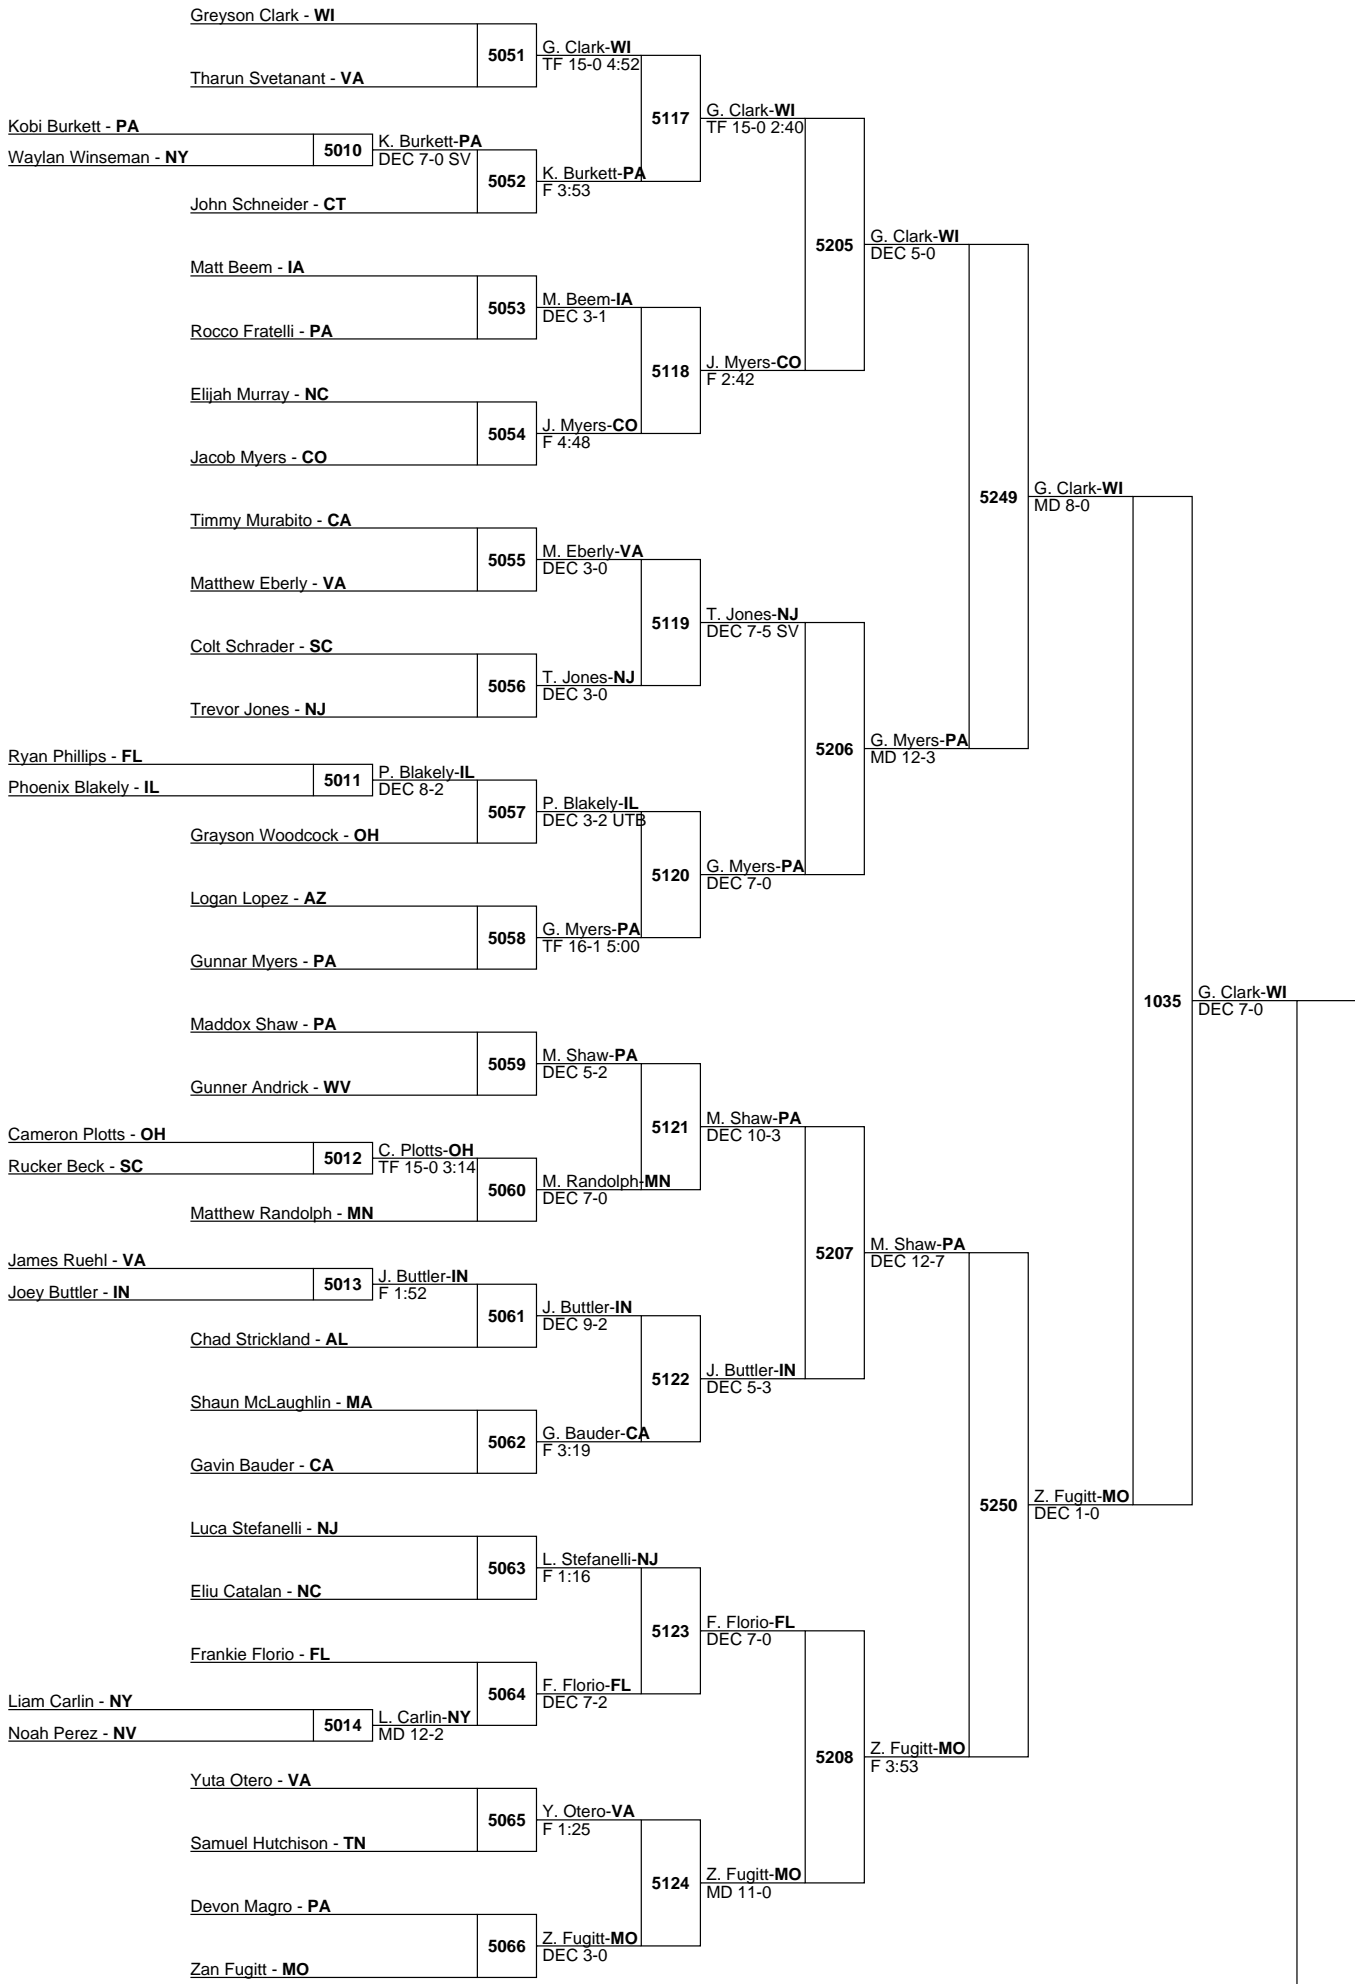 Greyson Clark - WI
5051
G. Clark-WI
TF 15-0 4:52
Tharun Svetanant - VA
5117
G. Clark-WI
TF 15-0 2:40
Kobi Burkett - PA
5010
K. Burkett-PA
DEC 7-0 SV
Waylan Winseman - NY
5052
K. Burkett-PA
F 3:53
John Schneider - CT
5205
G. Clark-WI
DEC 5-0
Matt Beem - IA
5053
M. Beem-IA
DEC 3-1
Rocco Fratelli - PA
5118
J. Myers-CO
F 2:42
Elijah Murray - NC
5054
J. Myers-CO
F 4:48
Jacob Myers - CO
5249
G. Clark-WI
MD 8-0
Timmy Murabito - CA
5055
M. Eberly-VA
DEC 3-0
Matthew Eberly - VA
5119
T. Jones-NJ
DEC 7-5 SV
Colt Schrader - SC
5056
T. Jones-NJ
DEC 3-0
Trevor Jones - NJ
5206
G. Myers-PA
MD 12-3
Ryan Phillips - FL
5011
P. Blakely-IL
DEC 8-2
Phoenix Blakely - IL
5057
P. Blakely-IL
DEC 3-2 UTB
Grayson Woodcock - OH
5120
G. Myers-PA
DEC 7-0
Logan Lopez - AZ
5058
G. Myers-PA
TF 16-1 5:00
Gunnar Myers - PA
1035
G. Clark-WI
DEC 7-0
Maddox Shaw - PA
5059
M. Shaw-PA
DEC 5-2
Gunner Andrick - WV
5121
M. Shaw-PA
DEC 10-3
Cameron Plotts - OH
5012
C. Plotts-OH
TF 15-0 3:14
Rucker Beck - SC
5060
M. Randolph-MN
DEC 7-0
Matthew Randolph - MN
5207
M. Shaw-PA
DEC 12-7
James Ruehl - VA
5013
J. Buttler-IN
F 1:52
Joey Buttler - IN
5061
J. Buttler-IN
DEC 9-2
Chad Strickland - AL
5122
J. Buttler-IN
DEC 5-3
Shaun McLaughlin - MA
5062
G. Bauder-CA
F 3:19
Gavin Bauder - CA
5250
Z. Fugitt-MO
DEC 1-0
Luca Stefanelli - NJ
5063
L. Stefanelli-NJ
F 1:16
Eliu Catalan - NC
5123
F. Florio-FL
DEC 7-0
Frankie Florio - FL
5064
F. Florio-FL
DEC 7-2
Liam Carlin - NY
5014
L. Carlin-NY
MD 12-2
Noah Perez - NV
5208
Z. Fugitt-MO
F 3:53
Yuta Otero - VA
5065
Y. Otero-VA
F 1:25
Samuel Hutchison - TN
5124
Z. Fugitt-MO
MD 11-0
Devon Magro - PA
5066
Z. Fugitt-MO
DEC 3-0
Zan Fugitt - MO